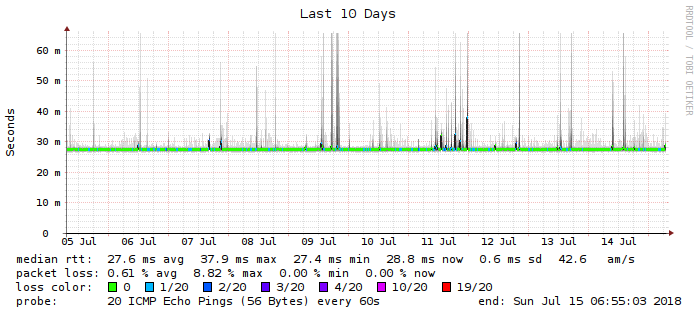 Last 10 Days
RRDTOOL / TOBI OETIKER
Seconds
60 m
50 m
40 m
30 m
20 m
10 m
0
05 Jul 06 Jul 07 Jul 08 Jul 09 Jul 10 Jul 11 Jul 12 Jul 13 Jul 14 Jul
median rtt: 27.6 ms avg 37.9 ms max 27.4 ms min 28.8 ms now 0.6 ms sd 42.6 am/s
packet loss: 0.61 % avg 8.82 % max 0.00 % min 0.00 % now
loss color: 0 1/20 2/20 3/20 4/20 10/20 19/20
probe: 20 ICMP Echo Pings (56 Bytes) every 60s end: Sun Jul 15 06:55:03 2018